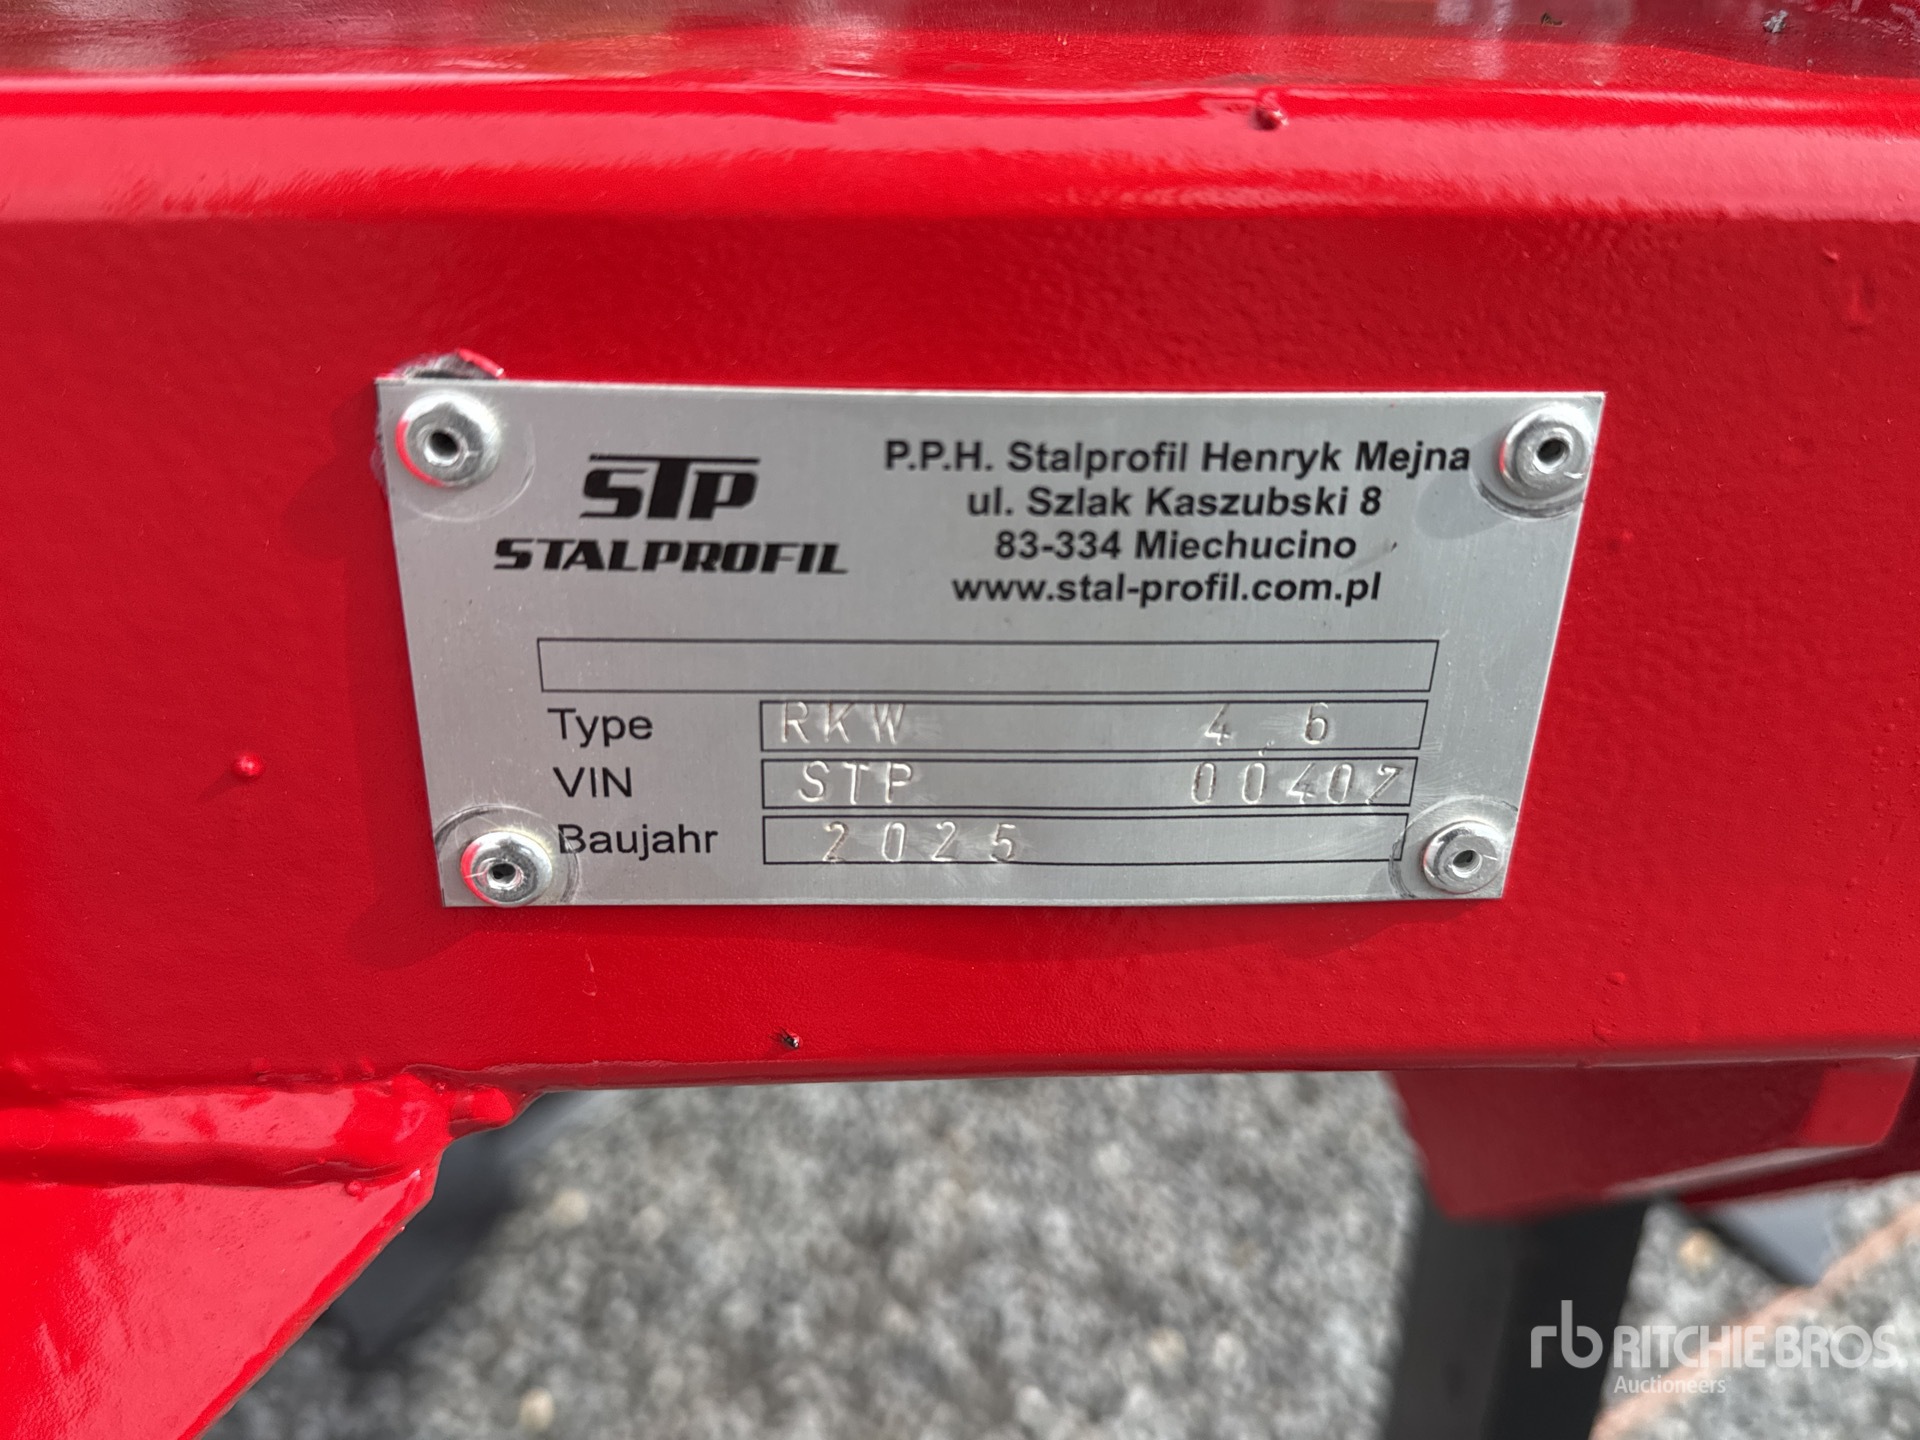 STP
STALPROFIL
P.P.H. Stalprofil Henryk Mejna
ul. Szlak Kaszubski 8
83-334 Miechucino
www.stal-profil.com.pl
Type RKW 4.6
VIN STP 00407
Baujahr 2025
rb RITCHIE BROS.
Auctioneers